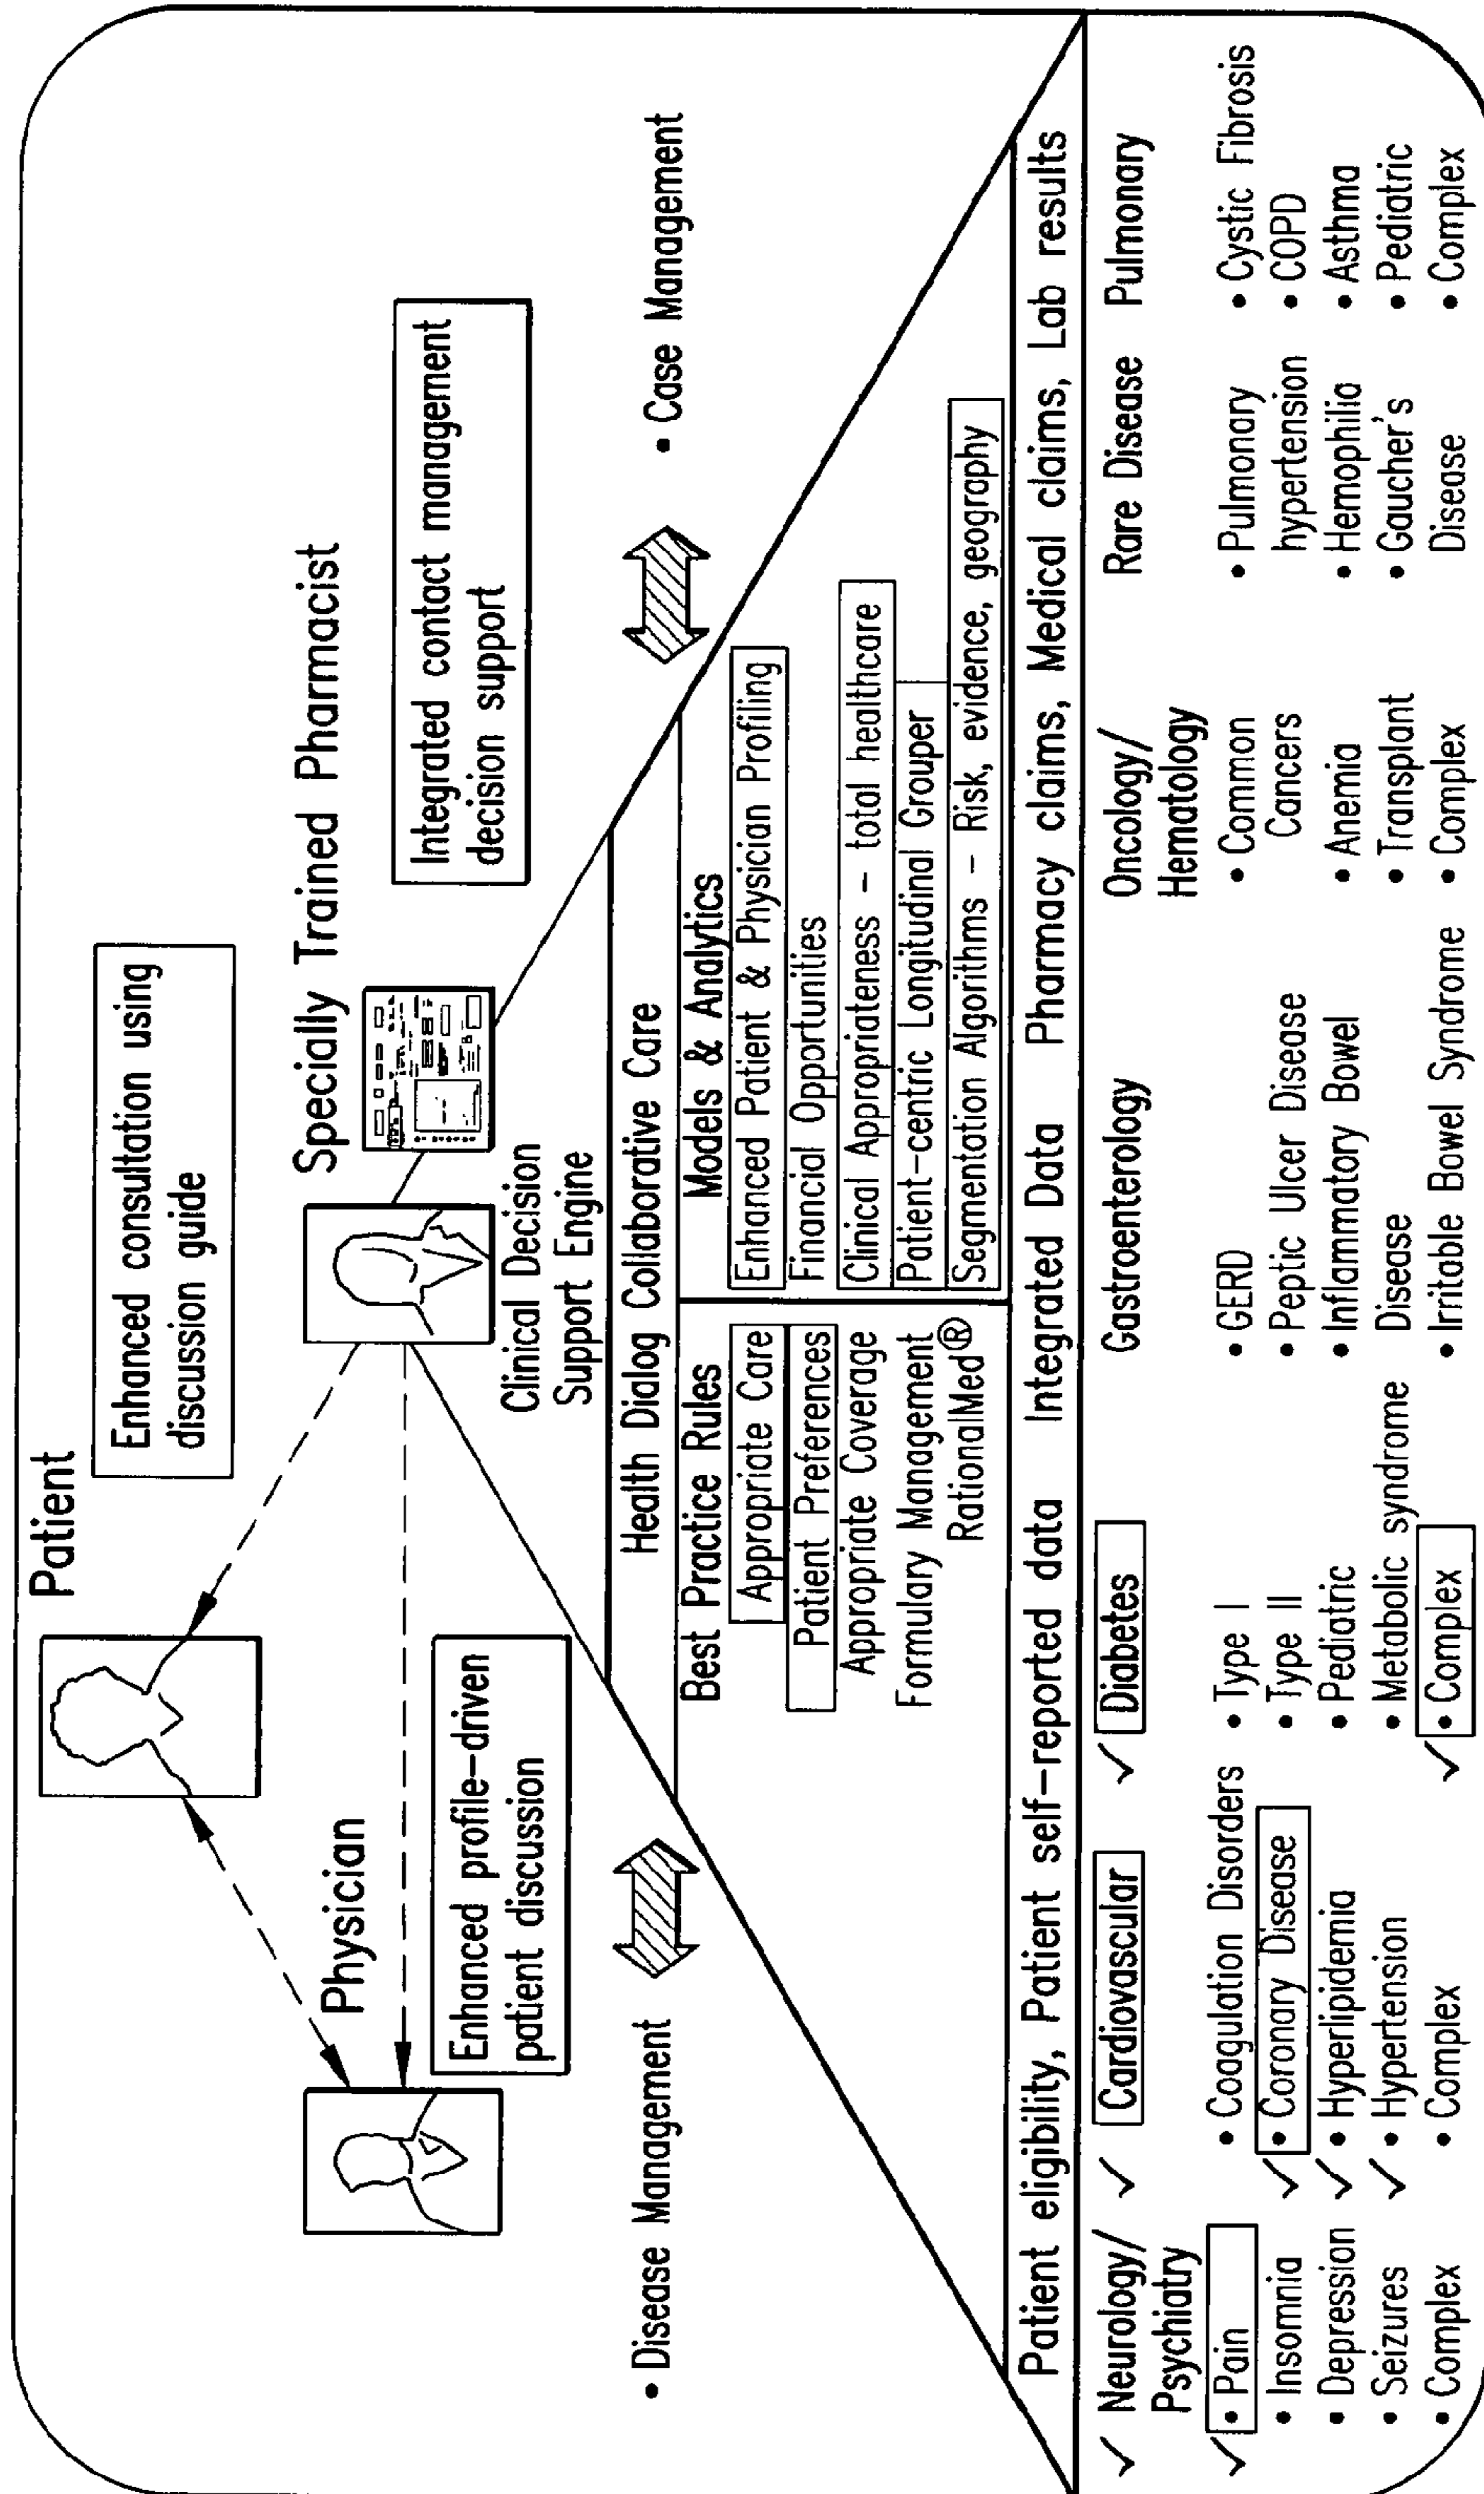 Patient
Enhanced consultation using
discussion guide
Specially Trained Pharmacist
Physician
Integrated contact management
decision support
Enhanced profile-driven
patient discussion
Clinical Decision
Support Engine
• Disease Management
• Case Management
Health Dialog Collaborative Care
Best Practice Rules
Appropriate Care
Patient Preferences
Appropriate Coverage
Formulary Management
RationalMed®
Models & Analytics
Enhanced Patient & Physician Profiling
Financial Opportunities
Clinical Appropriateness – total healthcare
Patient-centric Longitudinal Grouper
Segmentation Algorithms – Risk, evidence, geography
Patient eligibility, Patient self-reported data Integrated Data Pharmacy claims, Medical claims, Lab results
✓ Neurology/
Psychiatry
✓ • Pain
• Insomnia
• Depression
• Seizures
• Complex
✓ Cardiovascular
• Coagulation Disorders
✓ • Coronary Disease
✓ • Hyperlipidemia
✓ • Hypertension
• Complex
✓ Diabetes
• Type I
• Type II
• Pediatric
• Metabolic syndrome
✓ • Complex
Gastroenterology
• GERD
• Peptic Ulcer Disease
• Inflammatory Bowel
Disease
• Irritable Bowel Syndrome
Oncology/
Hematology
• Common
Cancers
• Anemia
• Transplant
• Complex
Rare Disease
• Pulmonary
hypertension
• Hemophilia
• Gaucher's
Disease
Pulmonary
• Cystic Fibrosis
• COPD
• Asthma
• Pediatric
• Complex